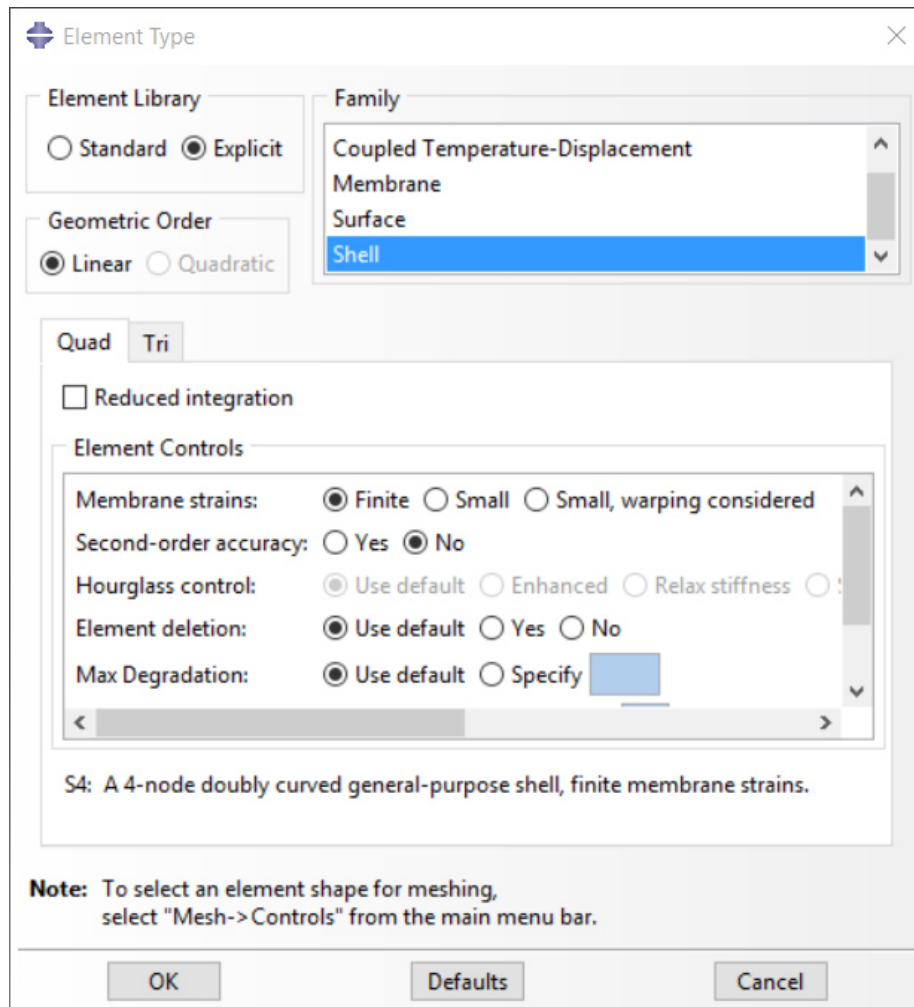 Element Type
Element Library
Standard Explicit
Family
Coupled Temperature-Displacement
Membrane
Surface
Shell
Geometric Order
Linear Quadratic
Quad Tri
Reduced integration
Element Controls
Membrane strains: Finite Small Small, warping considered
Second-order accuracy: Yes No
Hourglass control: Use default Enhanced Relax stiffness
Element deletion: Use default Yes No
Max Degradation: Use default Specify
S4: A 4-node doubly curved general-purpose shell, finite membrane strains.
Note: To select an element shape for meshing,
select "Mesh->Controls" from the main menu bar.
OK Defaults Cancel